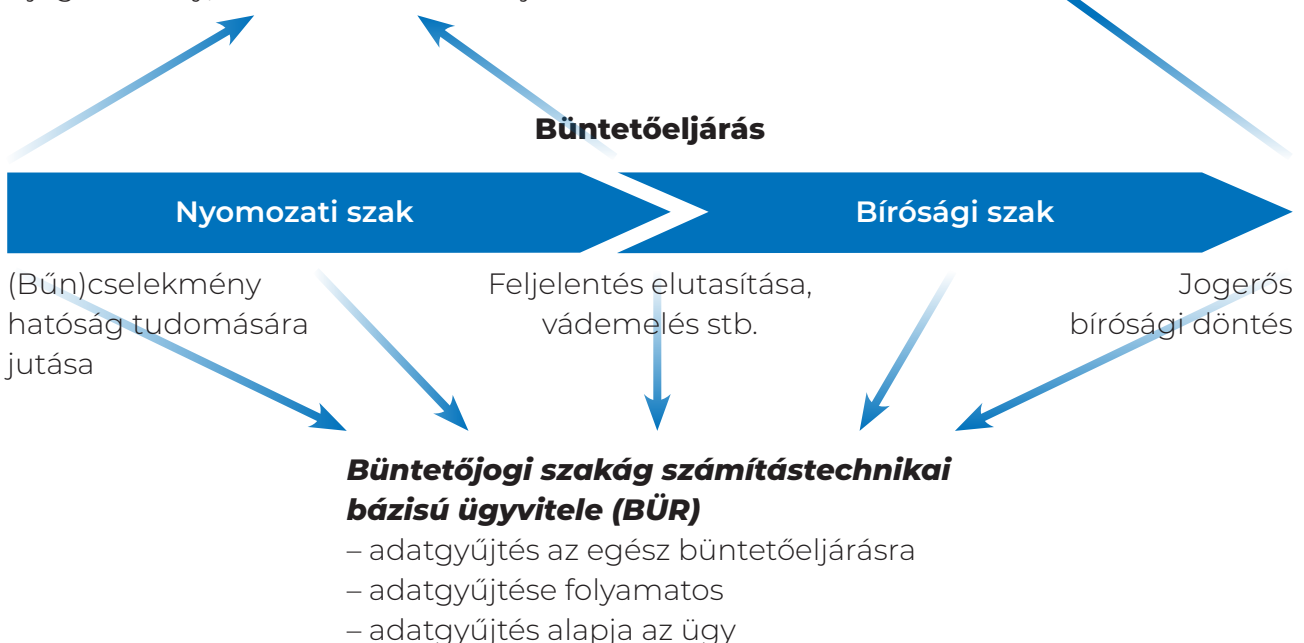 Büntetőeljárás
Nyomozati szak
Bírósági szak
(Bűn)cselekmény
hatóság tudomására
jutása
Feljelentés elutasítása,
vádemelés stb.
Jogerős
bírósági döntés
Büntetőjogi szakág számítástechnikai
bázisú ügyvitele (BÜR)
– adatgyűjtés az egész büntetőeljárásra
– adatgyűjtése folyamatos
– adatgyűjtés alapja az ügy